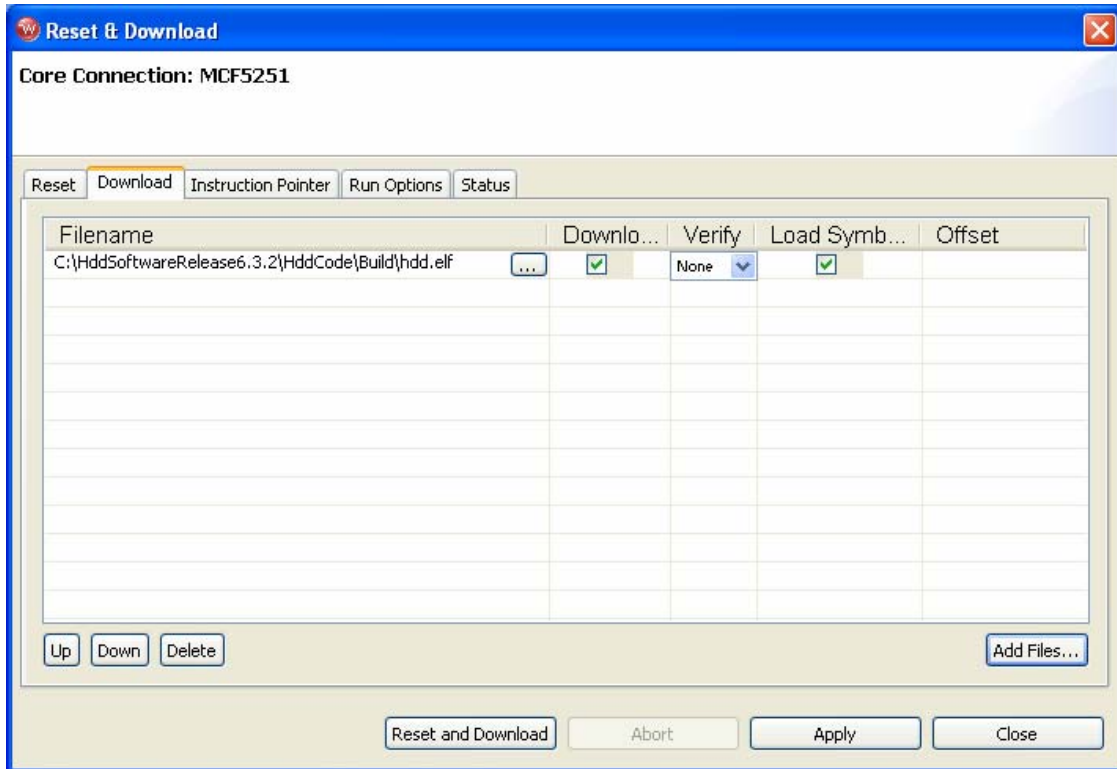 Reset & Download
Core Connection: MCF5251
Reset Download Instruction Pointer Run Options Status
Filename Downlo... Verify Load Symb... Offset
C:\HddSoftwareRelease6.3.2\HddCode\Build\hdd.elf ... None
Up Down Delete Add Files...
Reset and Download Abort Apply Close